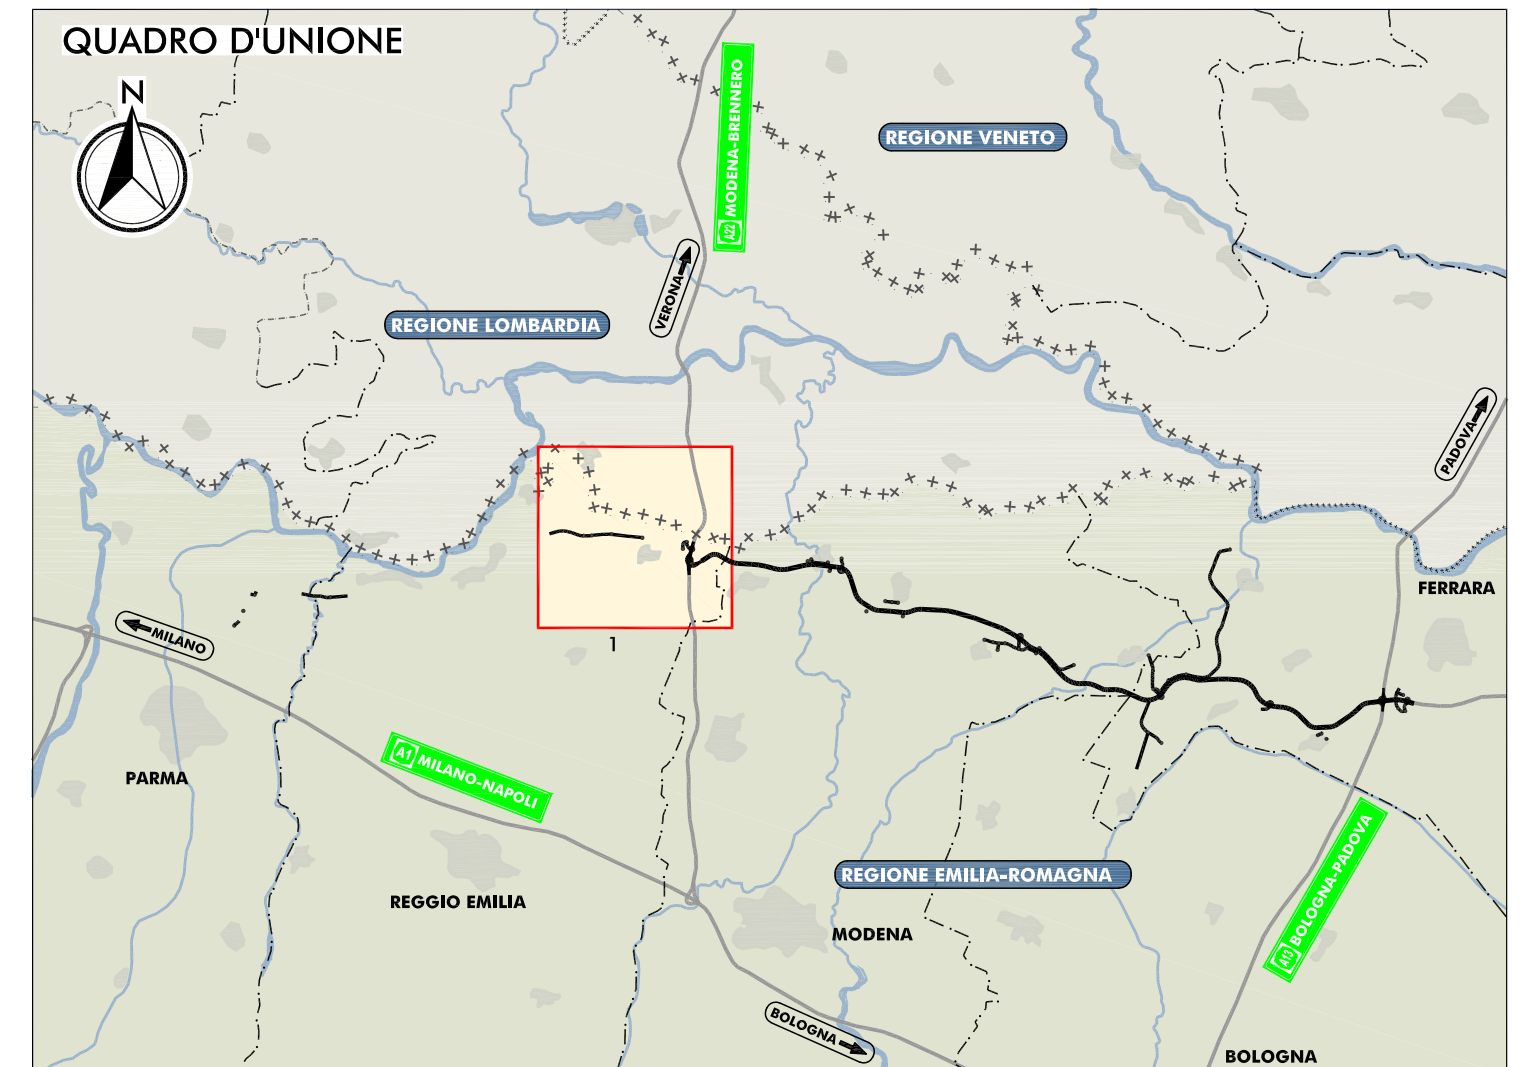 QUADRO D'UNIONE
N
A22 MODENA-BRENNERO
REGIONE VENETO
VERONA
REGIONE LOMBARDIA
PADOVA
FERRARA
MILANO
1
A1 MILANO-NAPOLI
PARMA
REGIONE EMILIA-ROMAGNA
A13 BOLOGNA-PADOVA
REGGIO EMILIA
MODENA
BOLOGNA
BOLOGNA